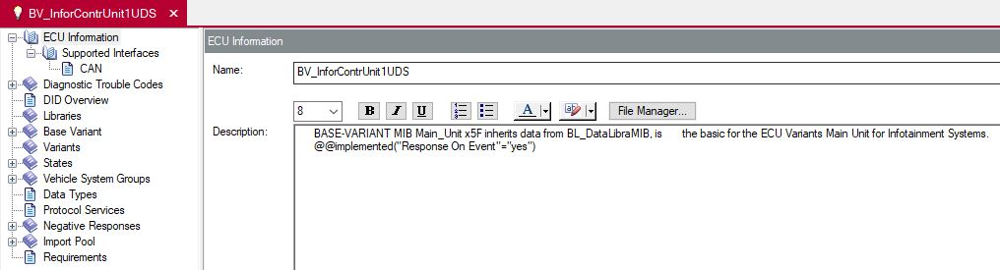 BV_InforContrUnit1UDS
ECU Information
Supported Interfaces
CAN
Diagnostic Trouble Codes
DID Overview
Libraries
Base Variant
Variants
States
Vehicle System Groups
Data Types
Protocol Services
Negative Responses
Import Pool
Requirements
ECU Information
Name: BV_InforContrUnit1UDS
8 B I U A ab File Manager...
Description: BASE-VARIANT MIB Main_Unit x5F inherits data from BL_DataLibraMIB, is the basic for the ECU Variants Main Unit for Infotainment Systems.
@@implemented("Response On Event"="yes")